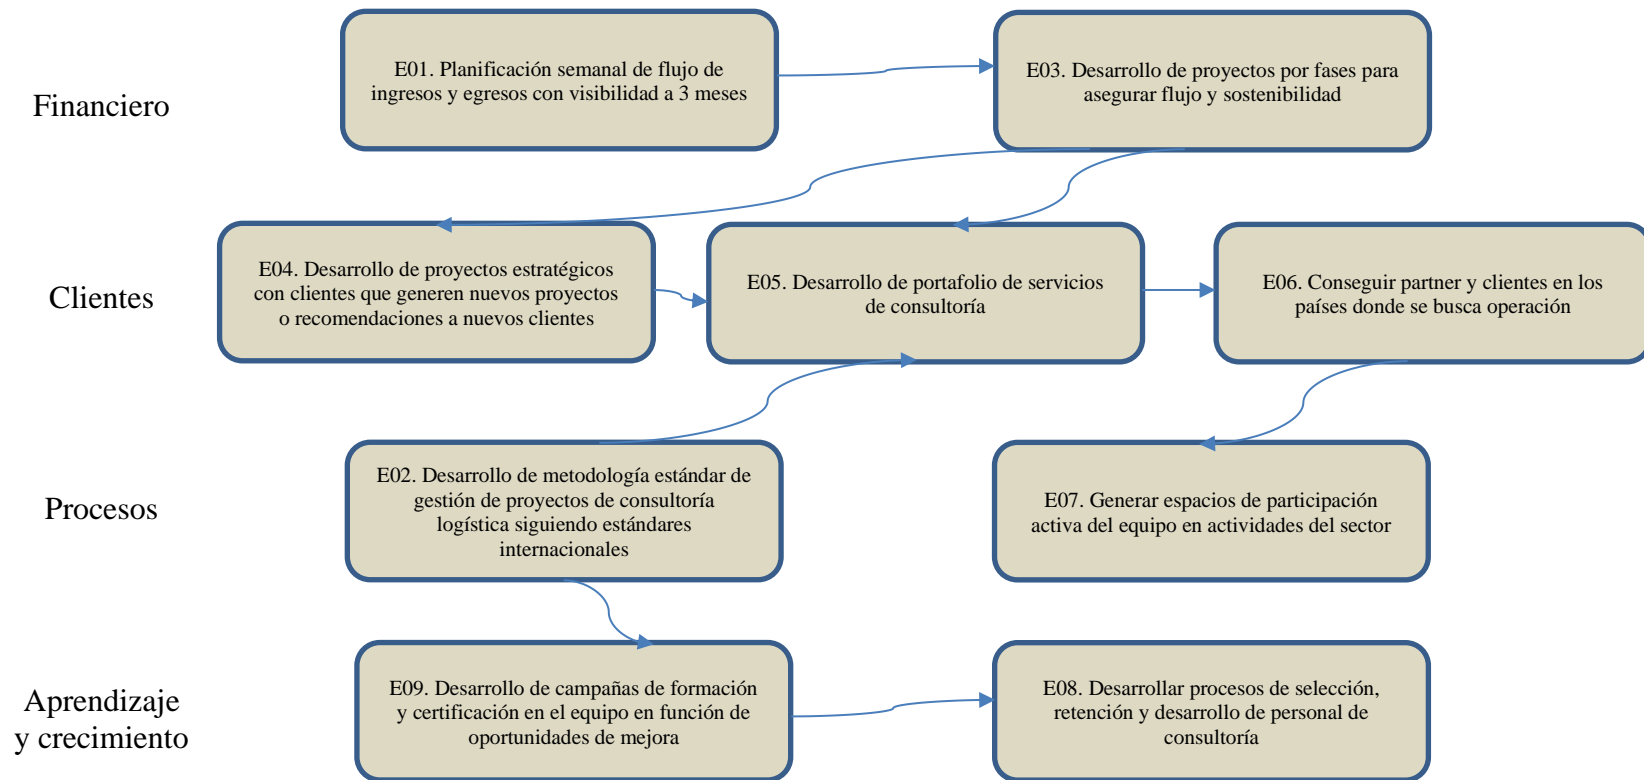 Financiero
E01. Planificación semanal de flujo de
ingresos y egresos con visibilidad a 3 meses
E03. Desarrollo de proyectos por fases para
asegurar flujo y sostenibilidad
Clientes
E04. Desarrollo de proyectos estratégicos
con clientes que generen nuevos proyectos
o recomendaciones a nuevos clientes
E05. Desarrollo de portafolio de servicios
de consultoría
E06. Conseguir partner y clientes en los
países donde se busca operación
Procesos
E02. Desarrollo de metodología estándar de
gestión de proyectos de consultoría
logística siguiendo estándares
internacionales
E07. Generar espacios de participación
activa del equipo en actividades del sector
Aprendizaje
y crecimiento
E09. Desarrollo de campañas de formación
y certificación en el equipo en función de
oportunidades de mejora
E08. Desarrollar procesos de selección,
retención y desarrollo de personal de
consultoría